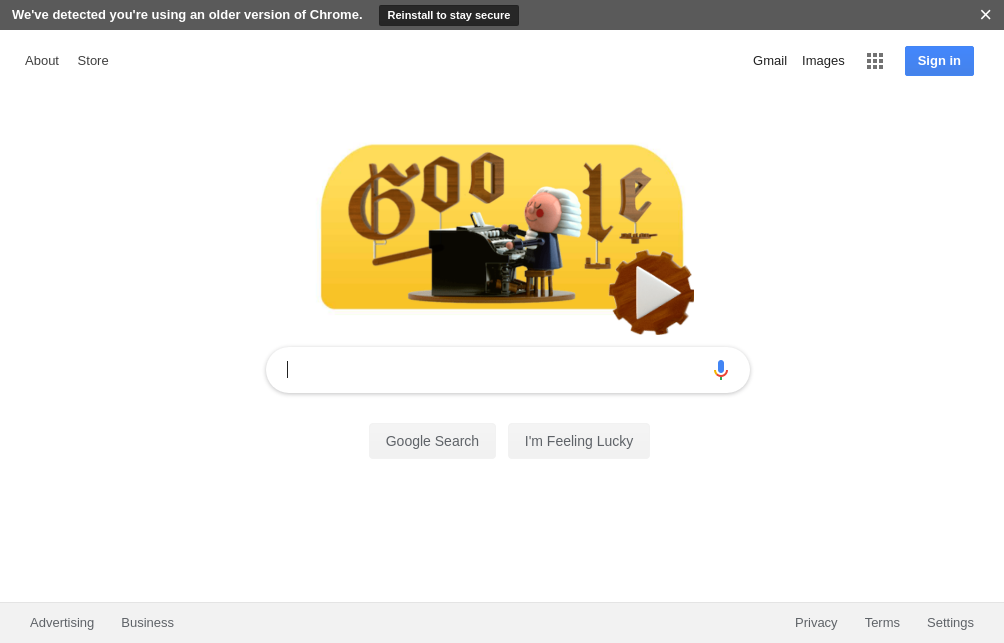 We've detected you're using an older version of Chrome. Reinstall to stay secure ×
About Store Gmail Images Sign in
Google
Google Search I'm Feeling Lucky
Advertising Business Privacy Terms Settings